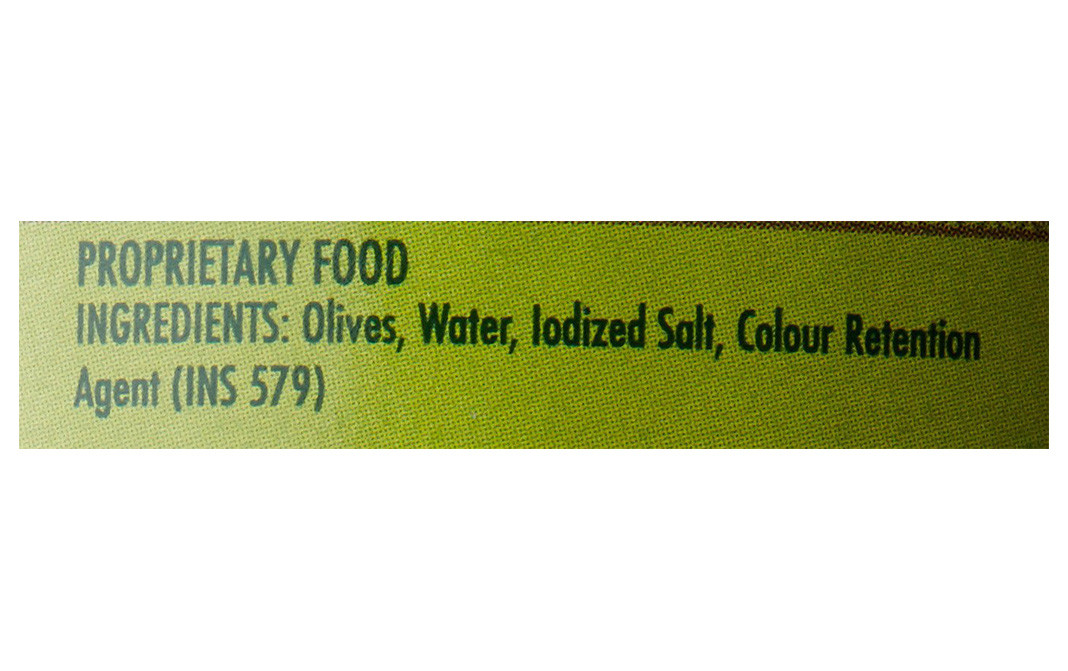 PROPRIETARY FOOD
INGREDIENTS: Olives, Water, Iodized Salt, Colour Retention
Agent (INS 579)